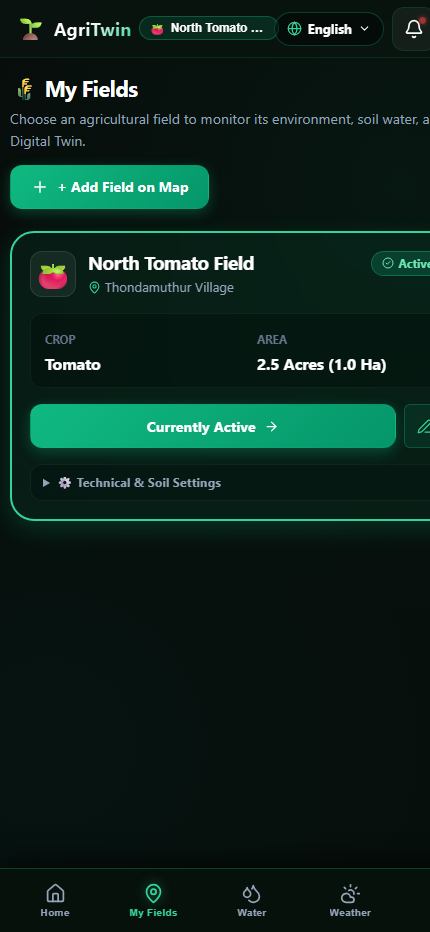 AgriTwin
North Tomato ...
English
My Fields
Choose an agricultural field to monitor its environment, soil water, a
Digital Twin.
+ + Add Field on Map
North Tomato Field
Active
Thondamuthur Village
CROP
AREA
Tomato
2.5 Acres (1.0 Ha)
Currently Active →
Technical & Soil Settings
Home
My Fields
Water
Weather